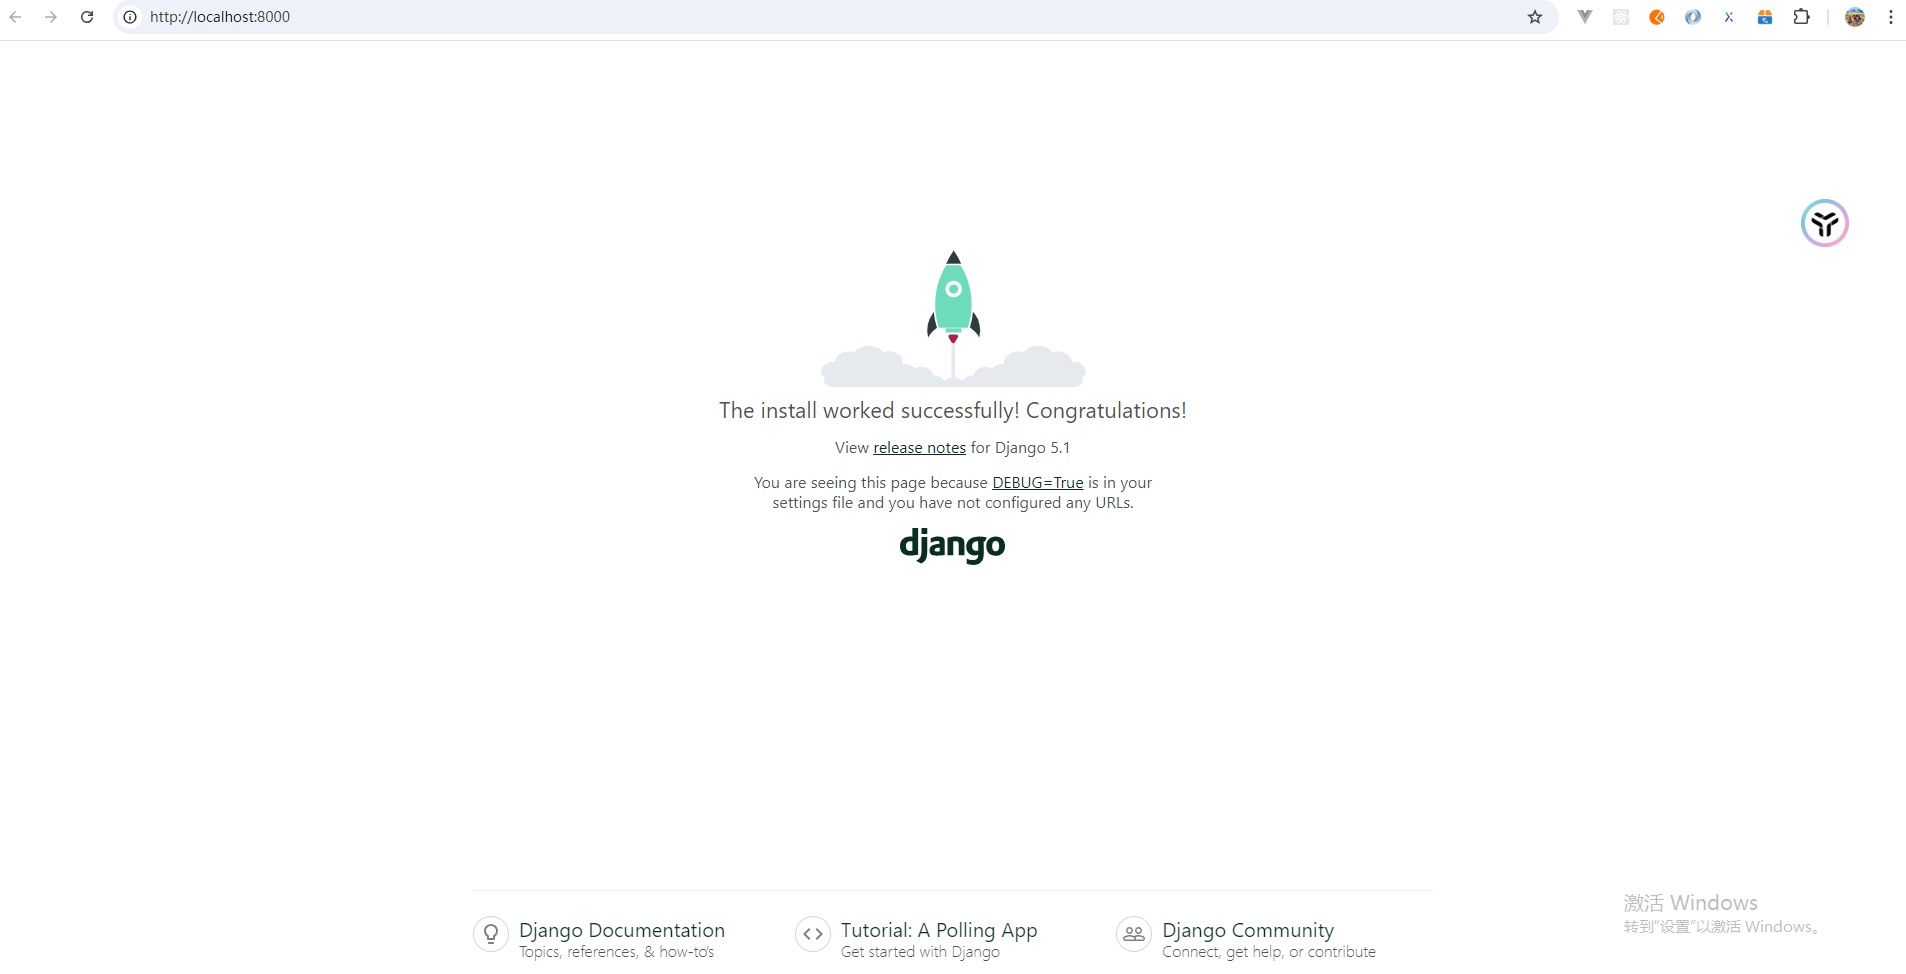 http://localhost:8000
The install worked successfully! Congratulations!
View release notes for Django 5.1
You are seeing this page because DEBUG=True is in your
settings file and you have not configured any URLs.
django
Django Documentation
Topics, references, & how-to's
Tutorial: A Polling App
Get started with Django
Django Community
Connect, get help, or contribute
激活 Windows
转到"设置"以激活 Windows。